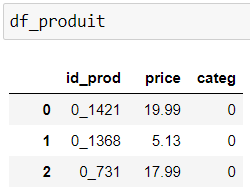 df_produit
id_prod price categ
0 0_1421 19.99 0
1 0_1368 5.13 0
2 0_731 17.99 0